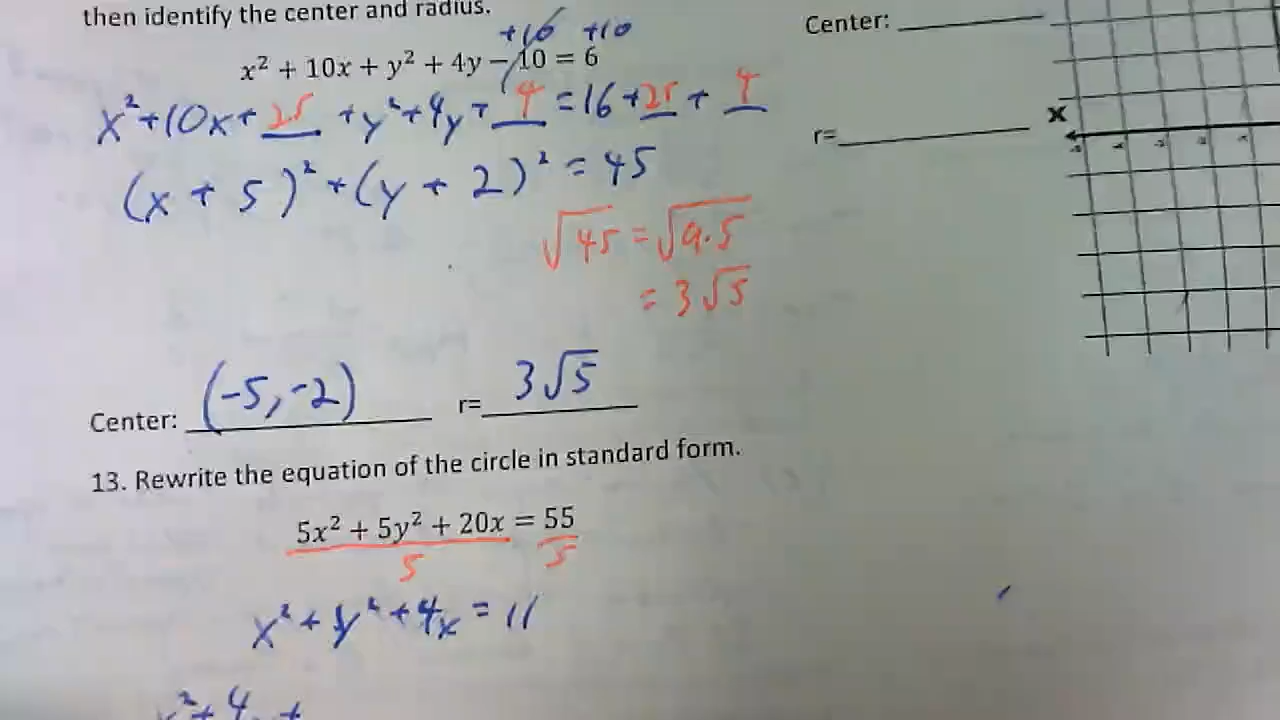 then identify the center and radius.
+10 +10
x² + 10x + y² + 4y − 10 = 6
x² + 10x + 25 + y² + 4y + 4 = 16 + 25 + 4
(x + 5)² + (y + 2)² = 45
√45 = √9·5
= 3√5
Center: (-5, -2) r= 3√5
13. Rewrite the equation of the circle in standard form.
5x² + 5y² + 20x = 55
5 5
x² + y² + 4x = 11
x² + 4 +
Center:
r=
x